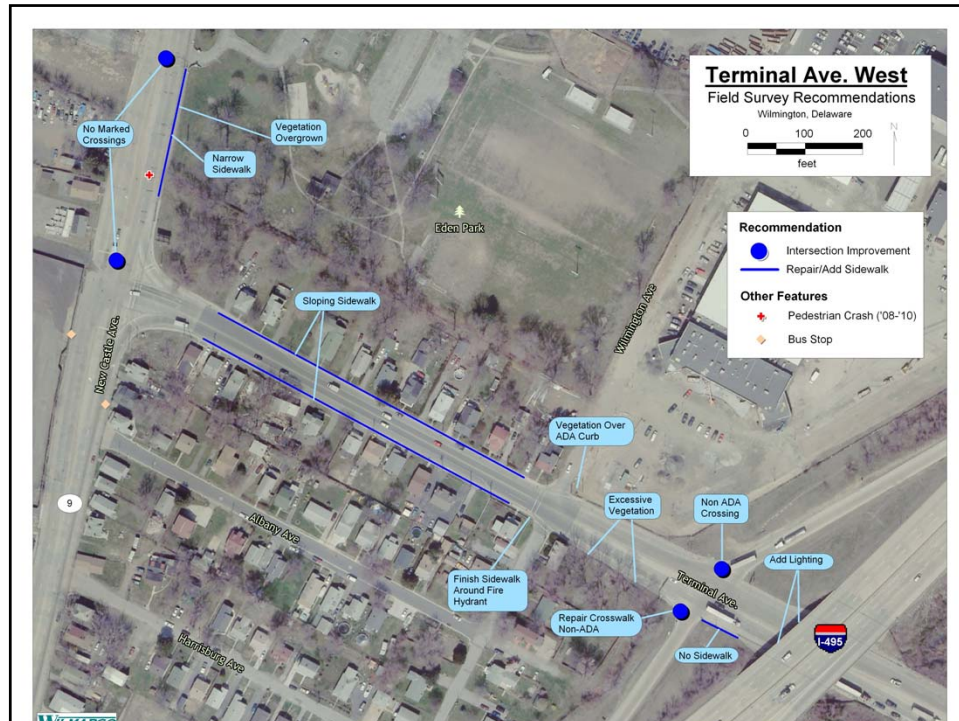 Terminal Ave. West
Field Survey Recommendations
Wilmington, Delaware
0 100 200
feet
N
Recommendation
Intersection Improvement
Repair/Add Sidewalk
Other Features
Pedestrian Crash ('08-'10)
Bus Stop
No Marked
Crossings
Vegetation
Overgrown
Narrow
Sidewalk
Eden Park
Sloping Sidewalk
New Castle Ave.
Wilmington Ave
Vegetation Over
ADA Curb
Excessive
Vegetation
Non ADA
Crossing
9
Albany Ave
Add Lighting
Terminal Ave.
Finish Sidewalk
Around Fire
Hydrant
Repair Crosswalk
Non-ADA
No Sidewalk
I-495
Harrisburg Ave